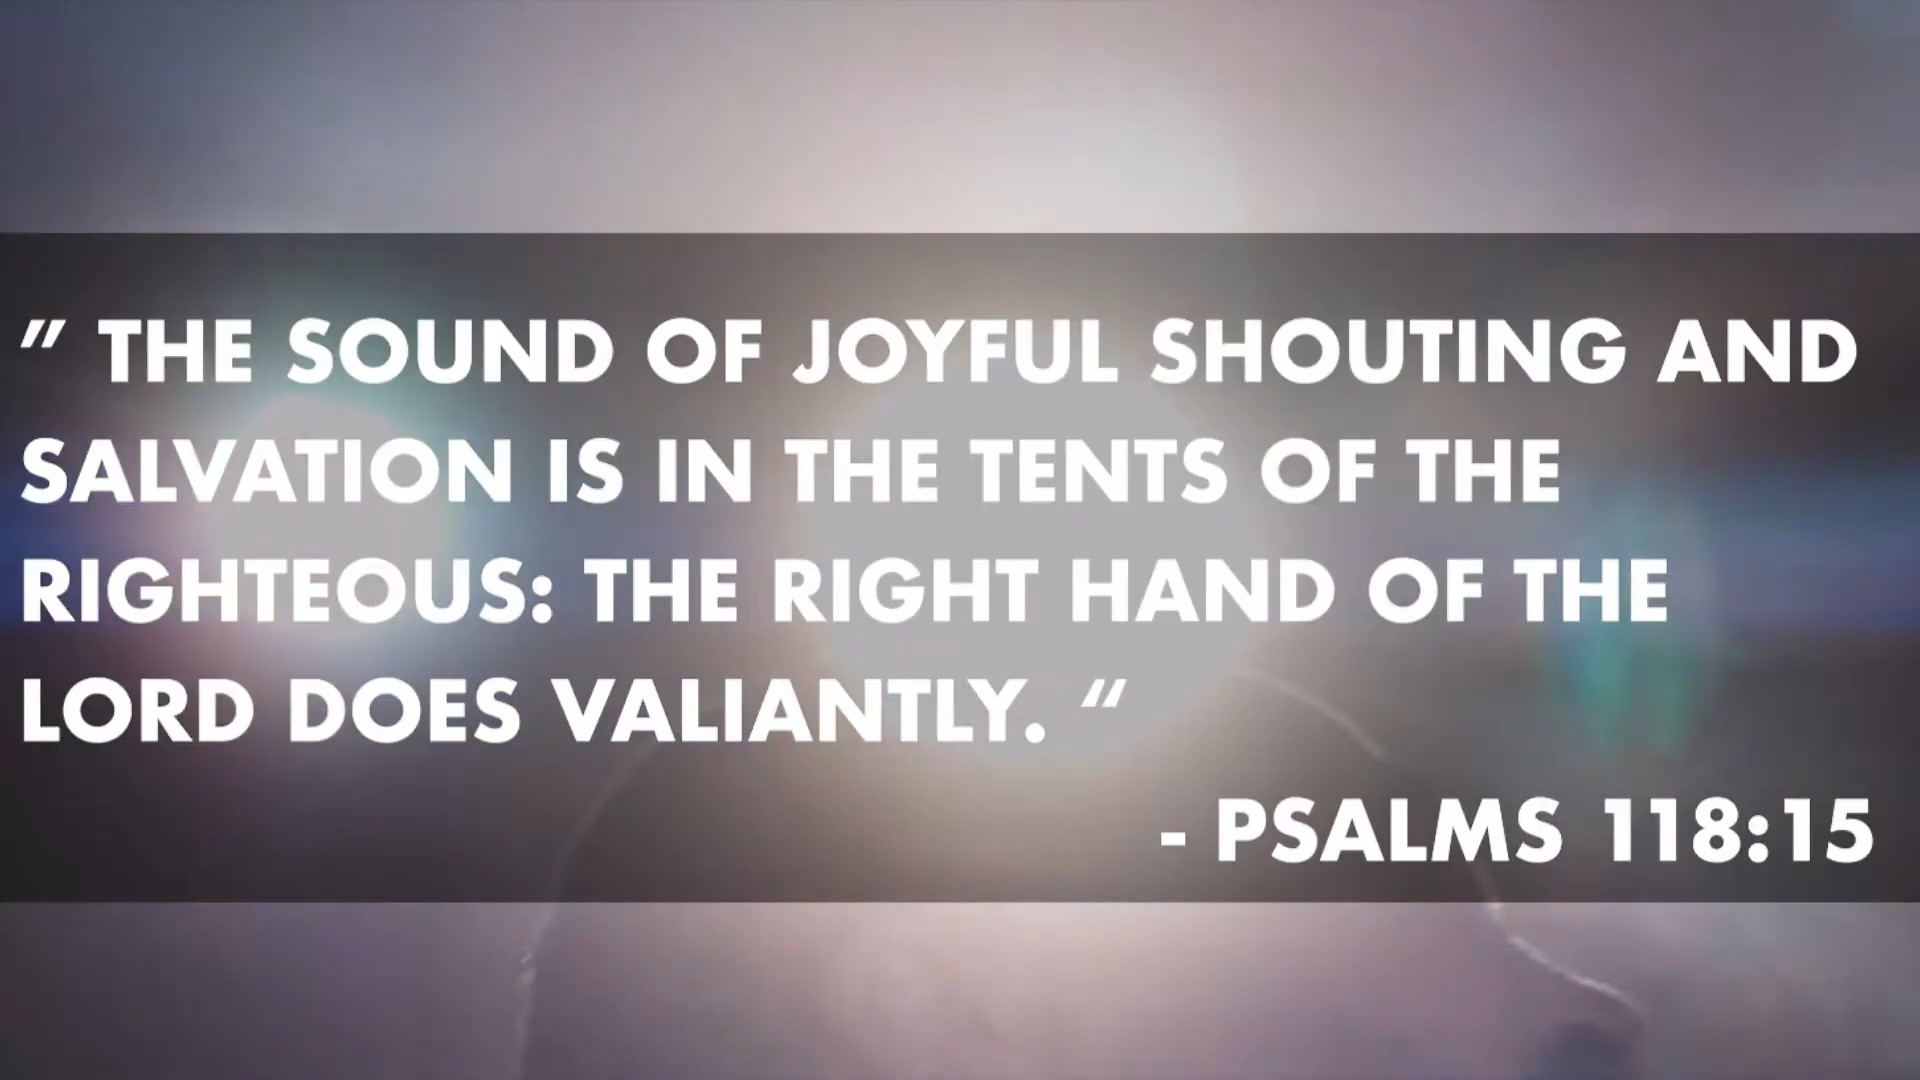 ” THE SOUND OF JOYFUL SHOUTING AND
SALVATION IS IN THE TENTS OF THE
RIGHTEOUS: THE RIGHT HAND OF THE
LORD DOES VALIANTLY. “
- PSALMS 118:15